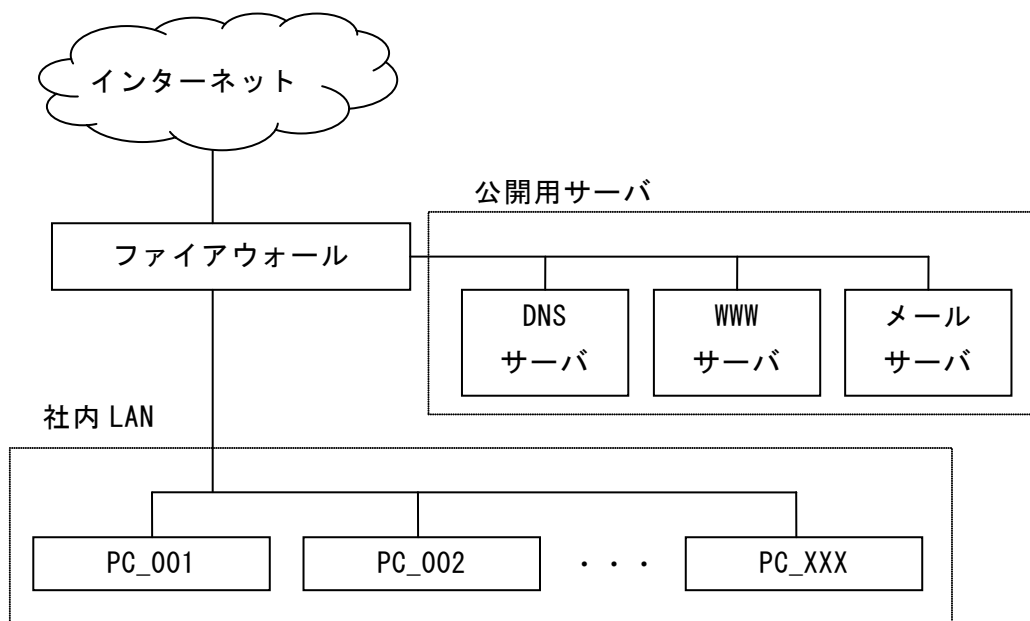 インターネット
公開用サーバ
ファイアウォール
DNS
サーバ
WWW
サーバ
メール
サーバ
社内 LAN
PC_001
PC_002
・・・
PC_XXX